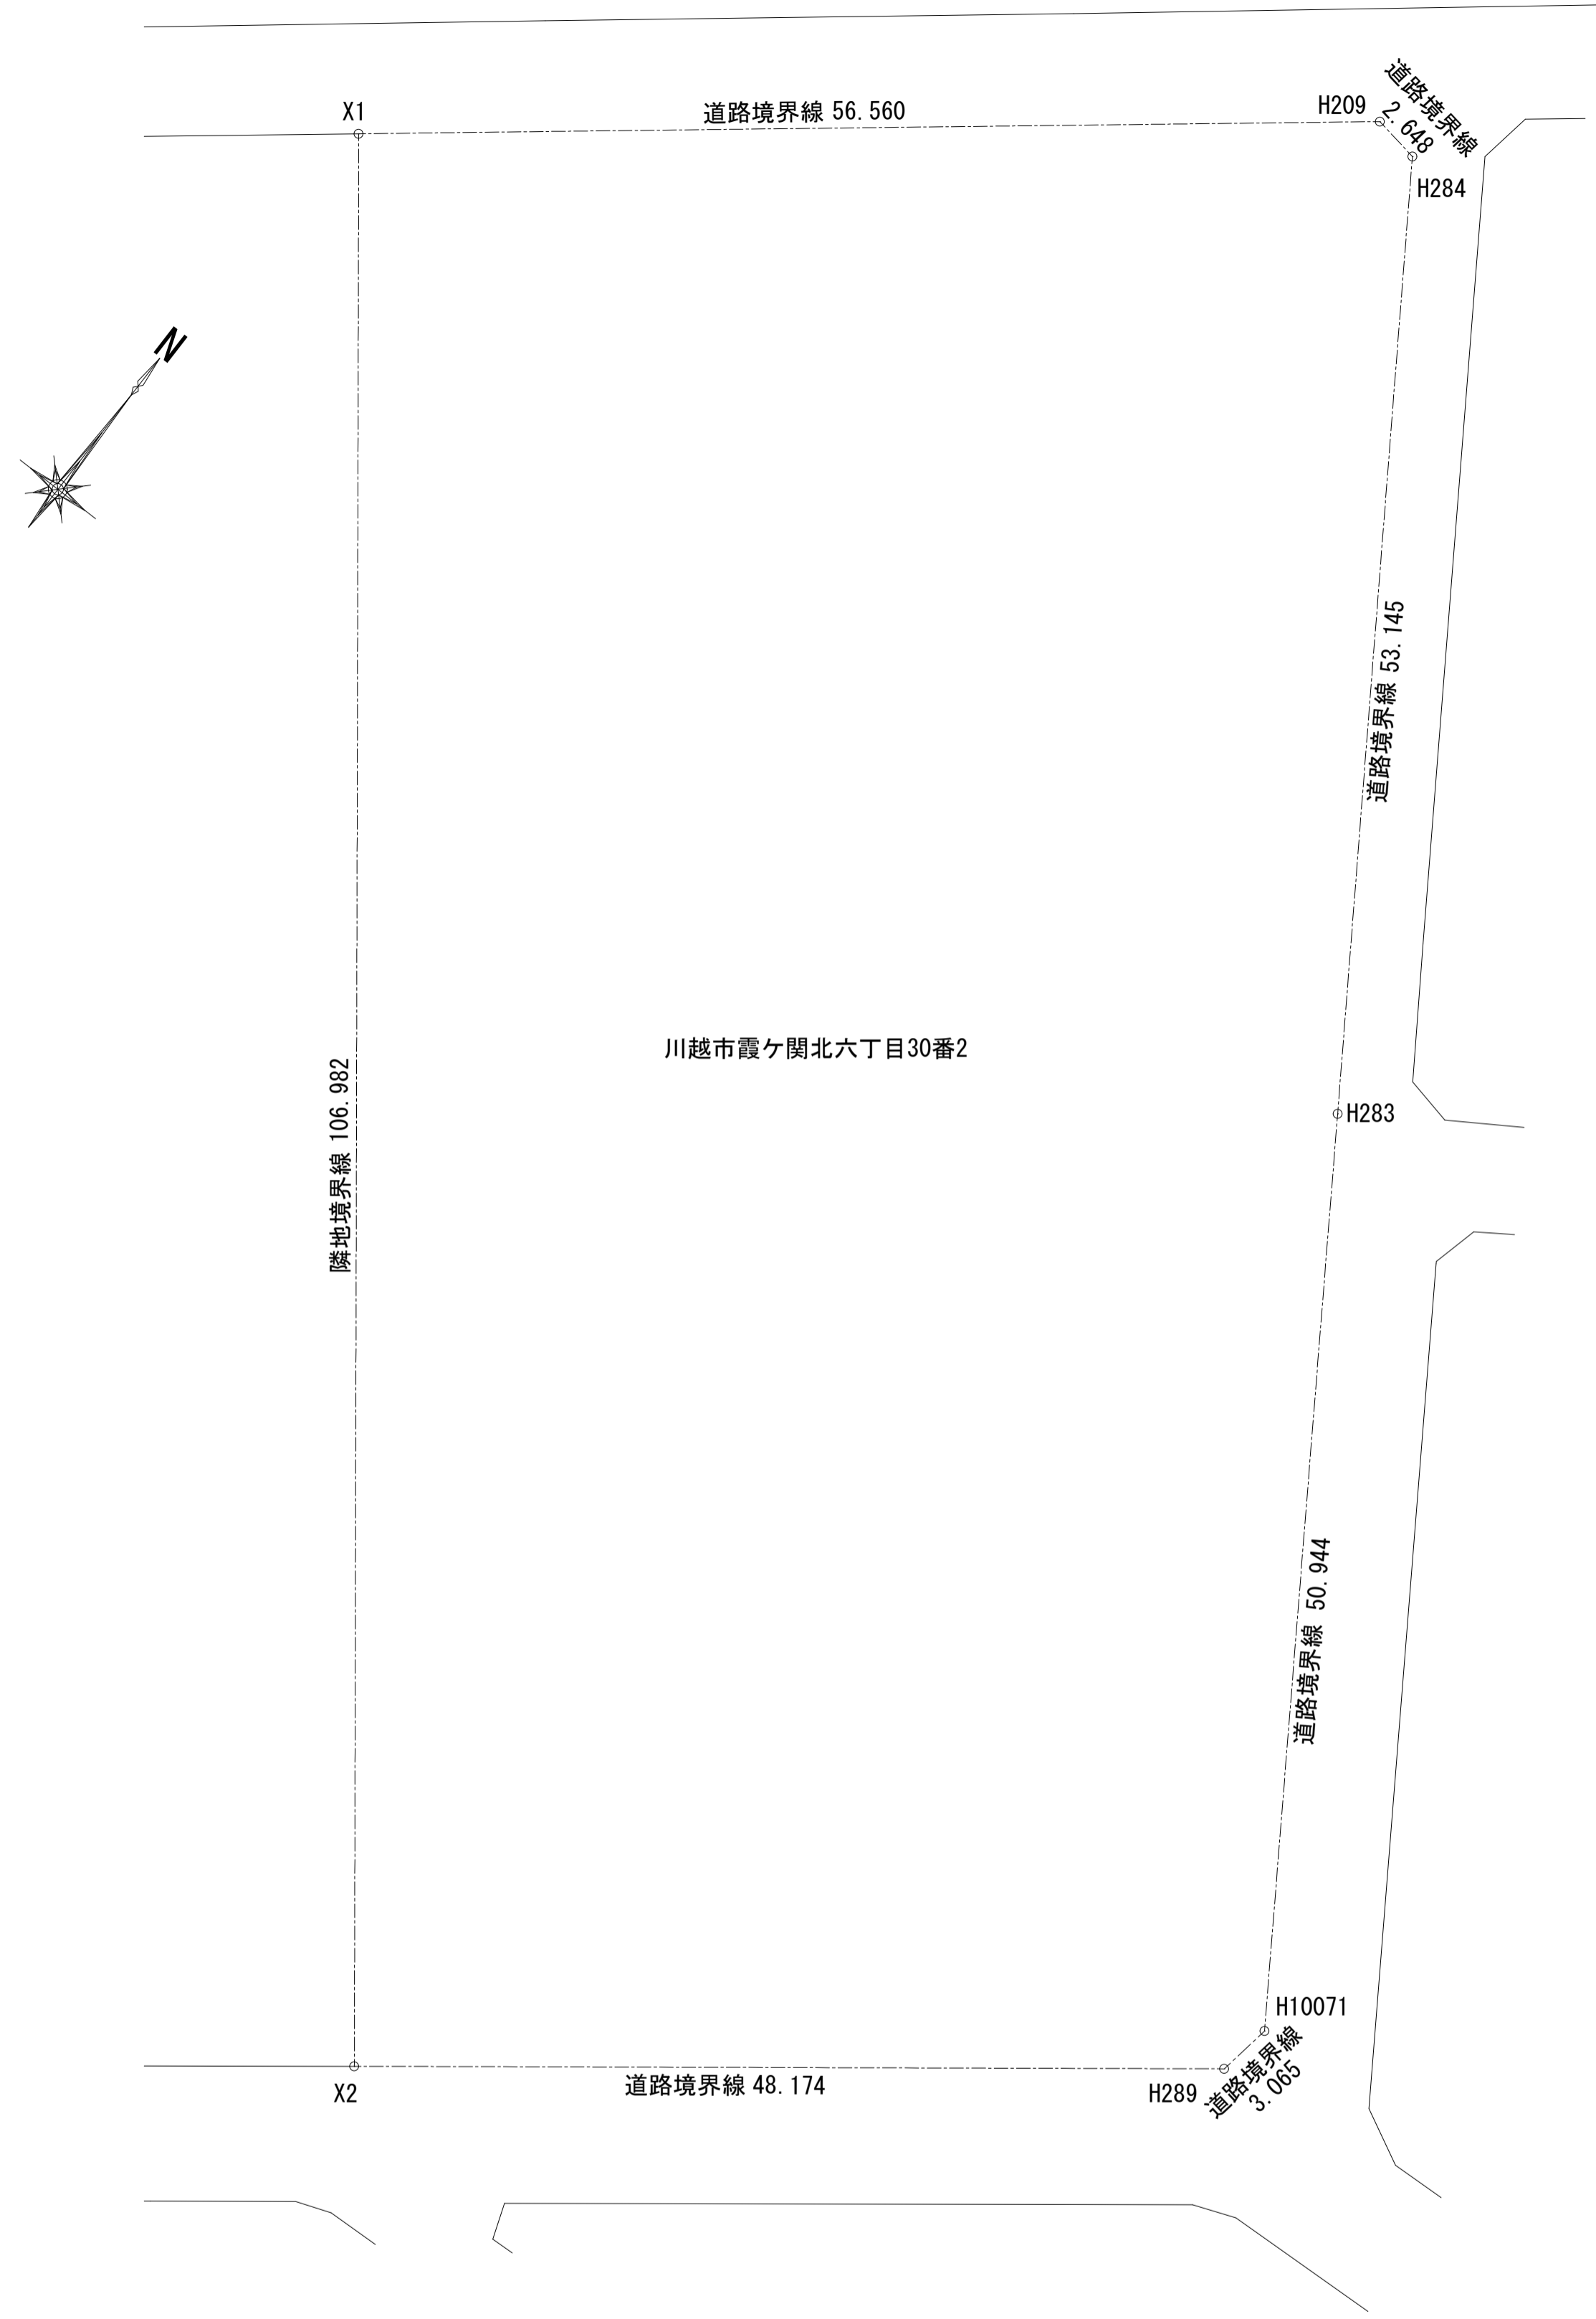 道路境界線
2.648
X1
道路境界線 56.560
H209
H284
N
道路境界線 53.145
川越市霞ケ関北六丁目30番2
隣地境界線 106.982
H283
道路境界線 50.944
H10071
道路境界線
3.065
X2
道路境界線 48.174
H289